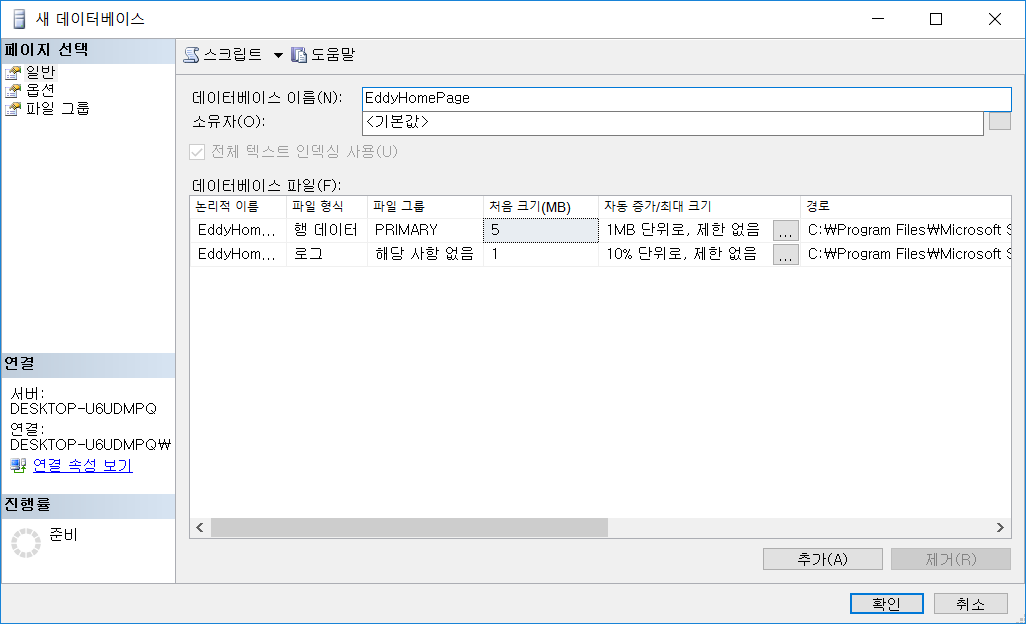 새 데이터베이스
페이지 선택
일반
옵션
파일 그룹
스크립트
도움말
데이터베이스 이름(N):
EddyHomePage
소유자(O):
<기본값>
전체 텍스트 인덱싱 사용(U)
데이터베이스 파일(F):
논리적 이름 파일 형식 파일 그룹 처음 크기(MB) 자동 증가/최대 크기 경로
EddyHom... 행 데이터 PRIMARY 5 1MB 단위로, 제한 없음 ... C:₩Program Files₩Microsoft S
EddyHom... 로그 해당 사항 없음 1 10% 단위로, 제한 없음 ... C:₩Program Files₩Microsoft S
연결
서버:
DESKTOP-U6UDMPQ
연결:
DESKTOP-U6UDMPQ₩
연결 속성 보기
진행률
준비
추가(A)
제거(R)
확인
취소